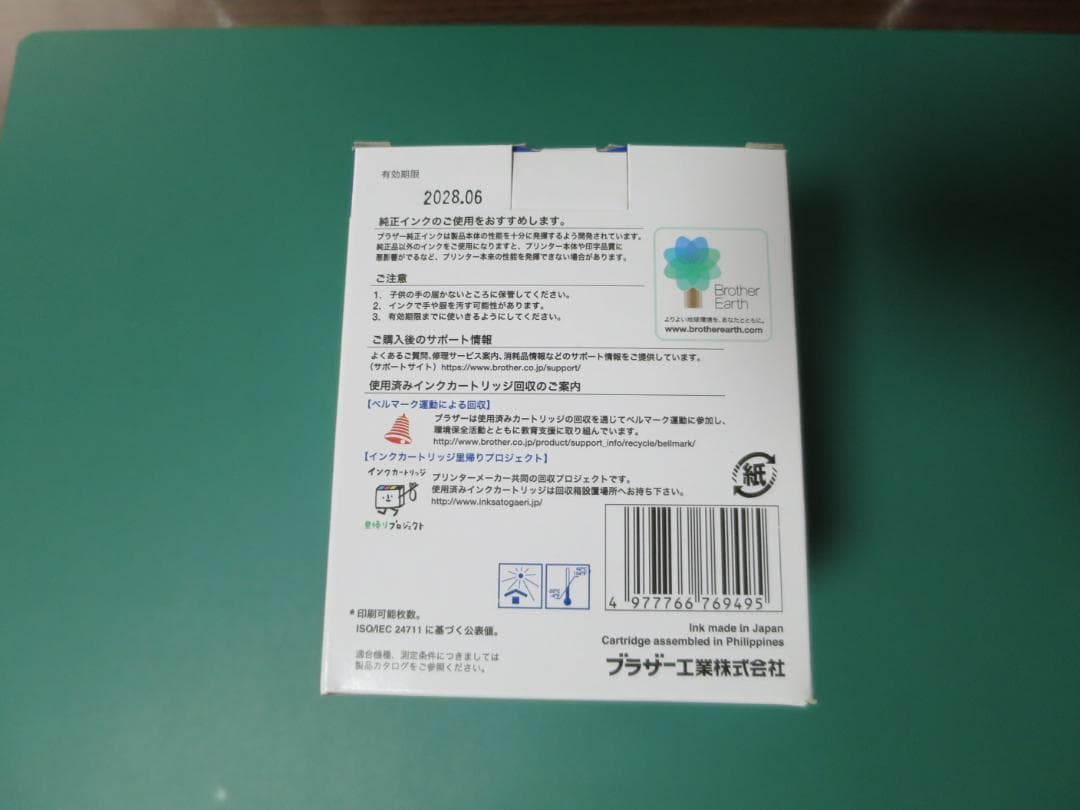 有効期限
2028.06
純正インクのご使用をおすすめします。
ブラザー純正インクは製品本体の性能を十分に発揮するよう開発されています。
純正品以外のインクをご使用になりますと、プリンター本体や印字品質に
悪影響がでるなど、プリンター本来の性能を発揮できない場合があります。
ご注意
1. 子供の手の届かないところに保管してください。
2. インクで手や服を汚す可能性があります。
3. 有効期限までに使いきるようにしてください。
Brother
Earth
よりよい地球環境を、あなたとともに。
www.brotherearth.com
ご購入後のサポート情報
よくあるご質問、修理サービス案内、消耗品情報などのサポート情報をご提供しています。
(サポートサイト) https://www.brother.co.jp/support/
使用済みインクカートリッジ回収のご案内
【ベルマーク運動による回収】
ブラザーは使用済みカートリッジの回収を通じてベルマーク運動に参加し、
環境保全活動とともに教育支援に取り組んでいます。
http://www.brother.co.jp/product/support_info/recycle/bellmark/
【インクカートリッジ里帰りプロジェクト】
インクカートリッジ
里帰りプロジェクト
プリンターメーカー共同の回収プロジェクトです。
使用済みインクカートリッジは回収箱設置場所へお持ち下さい。
http://www.inksatogaeri.jp/
紙
4 977766 769495
*印刷可能枚数。
ISO/IEC 24711 に基づく公表値。
適合機種、測定条件につきましては
製品カタログをご参照ください。
Ink made in Japan
Cartridge assembled in Philippines
ブラザー工業株式会社